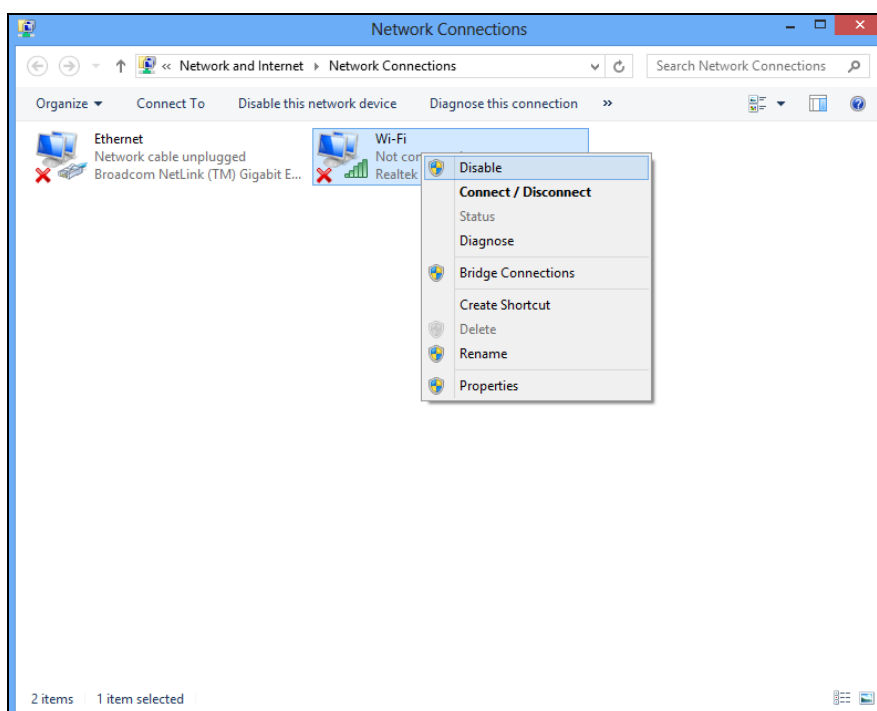 Network Connections
« Network and Internet Network Connections Search Network Connections
Organize Connect To Disable this network device Diagnose this connection »
Ethernet
Network cable unplugged
Broadcom NetLink (TM) Gigabit E...
Wi-Fi
Not con
Realtek
Disable
Connect / Disconnect
Status
Diagnose
Bridge Connections
Create Shortcut
Delete
Rename
Properties
2 items 1 item selected